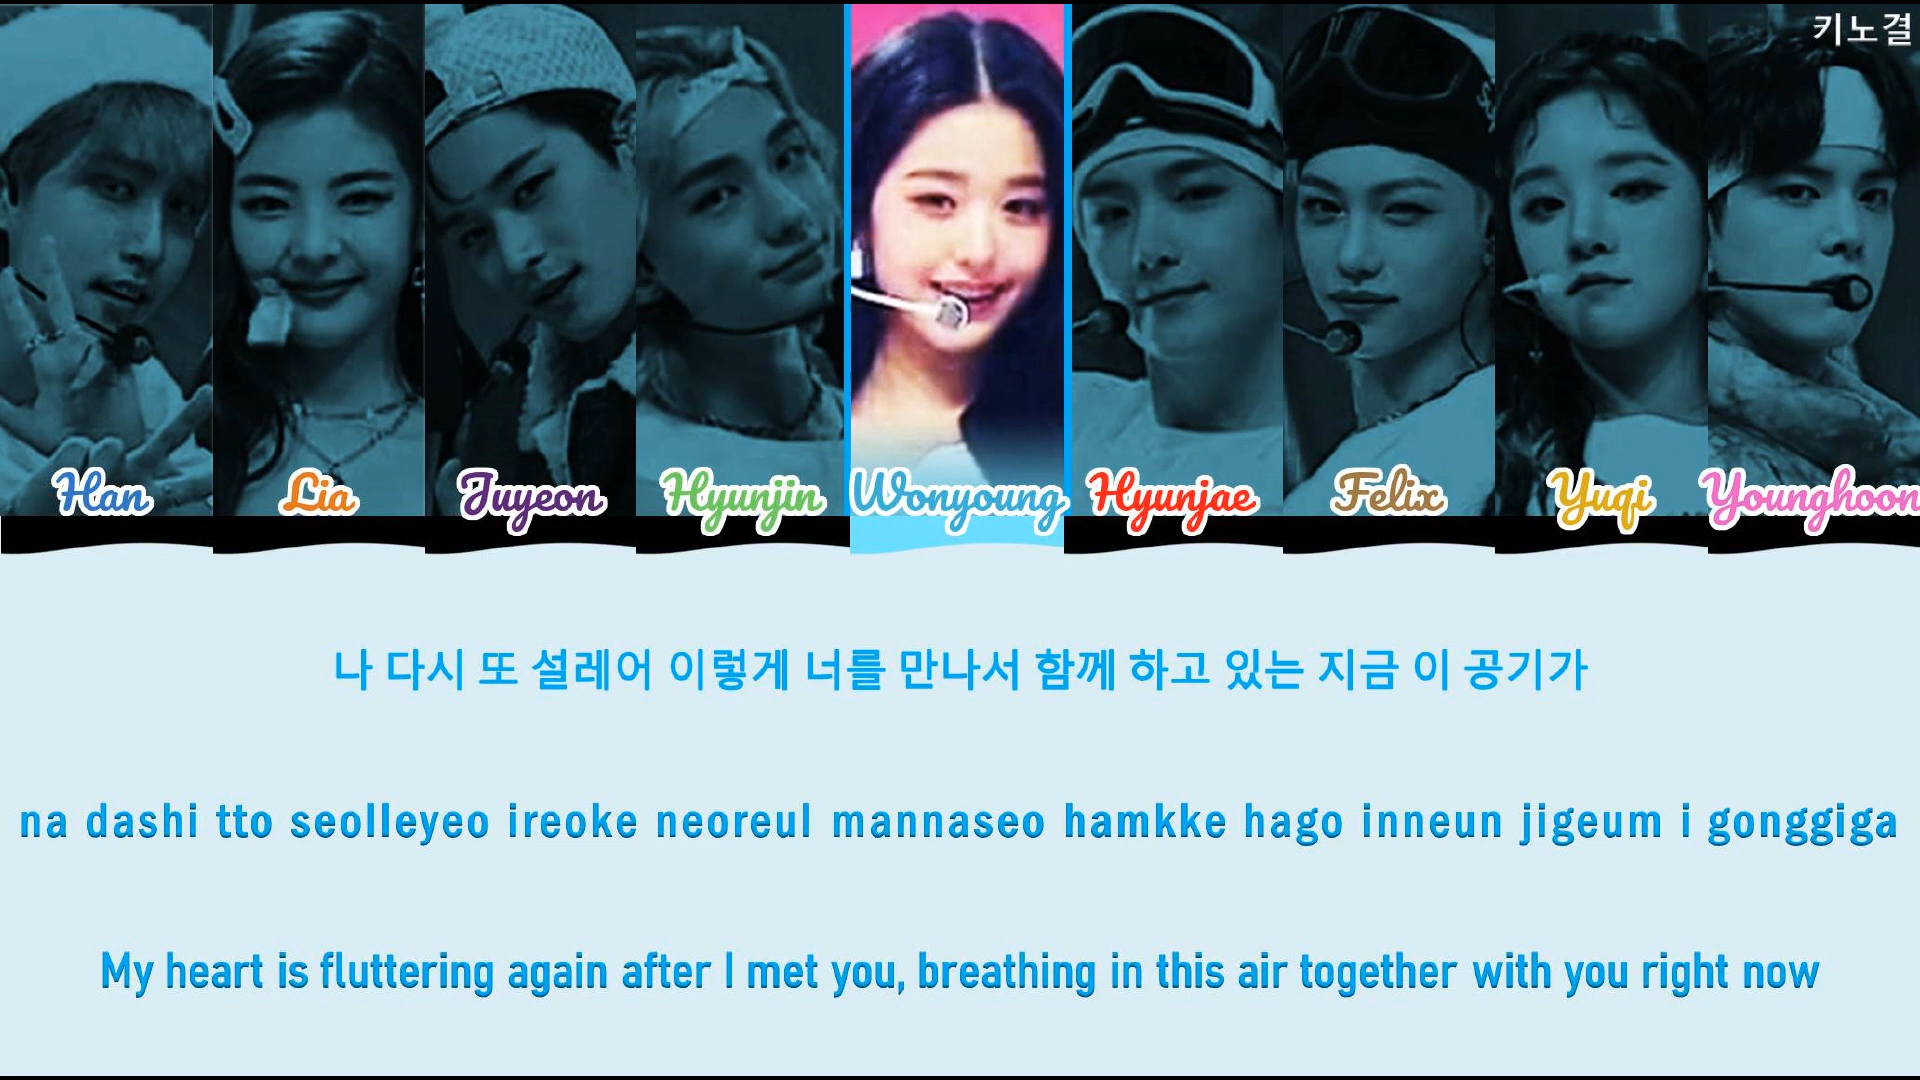 키노결
Han Lia Juyeon Hyunjin Wonyoung Hyunjae Felix Yuqi Younghoon
나 다시 또 설레어 이렇게 너를 만나서 함께 하고 있는 지금 이 공기가
na dashi tto seolleyeo ireoke neoreul mannaseo hamkke hago inneun jigeum i gonggiga
My heart is fluttering again after I met you, breathing in this air together with you right now